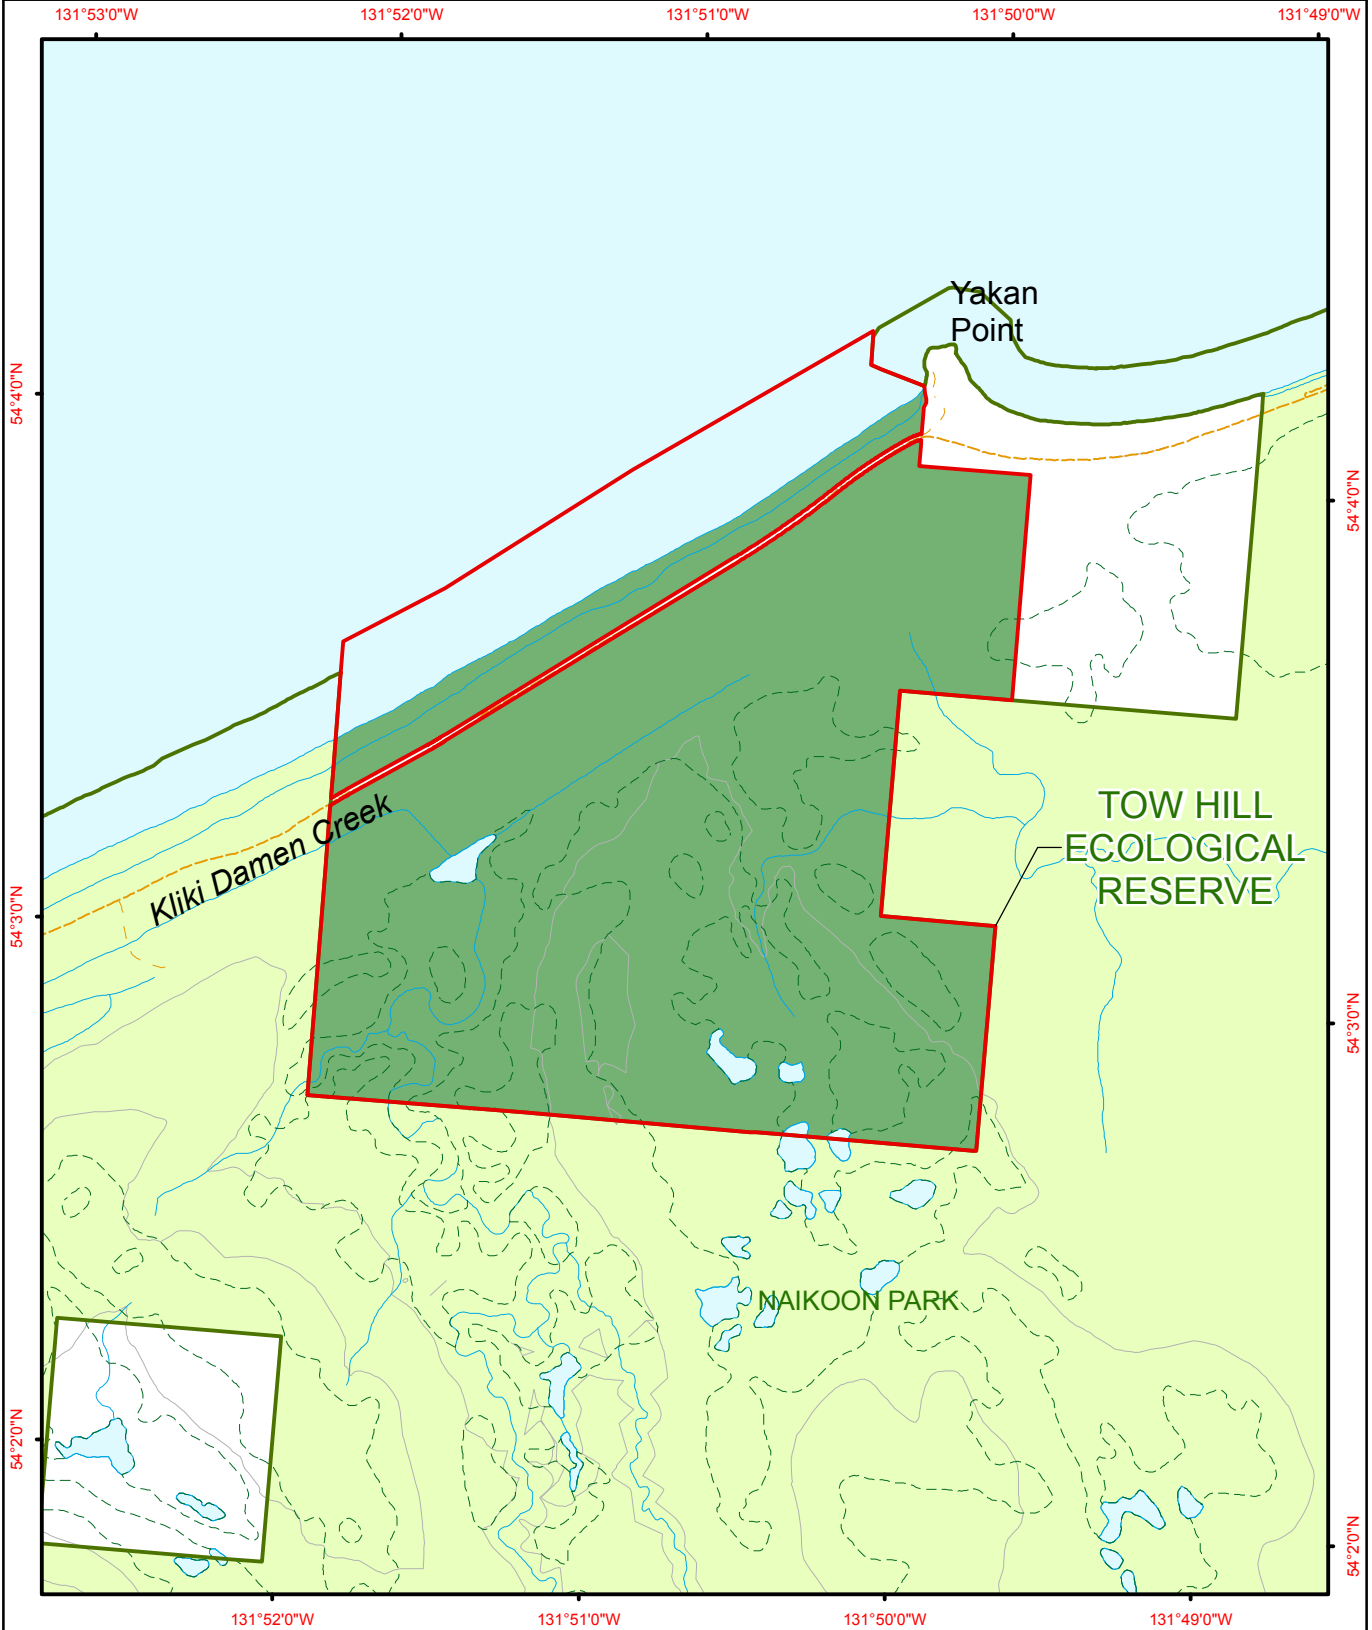 131°53'0"W
131°52'0"W
131°51'0"W
131°50'0"W
131°49'0"W
Yakan
Point
54°4'0"N
54°4'0"N
Kliki Damen Creek
TOW HILL
ECOLOGICAL
RESERVE
54°3'0"N
54°3'0"N
NAIKOON PARK
54°2'0"N
54°2'0"N
131°52'0"W
131°51'0"W
131°50'0"W
131°49'0"W